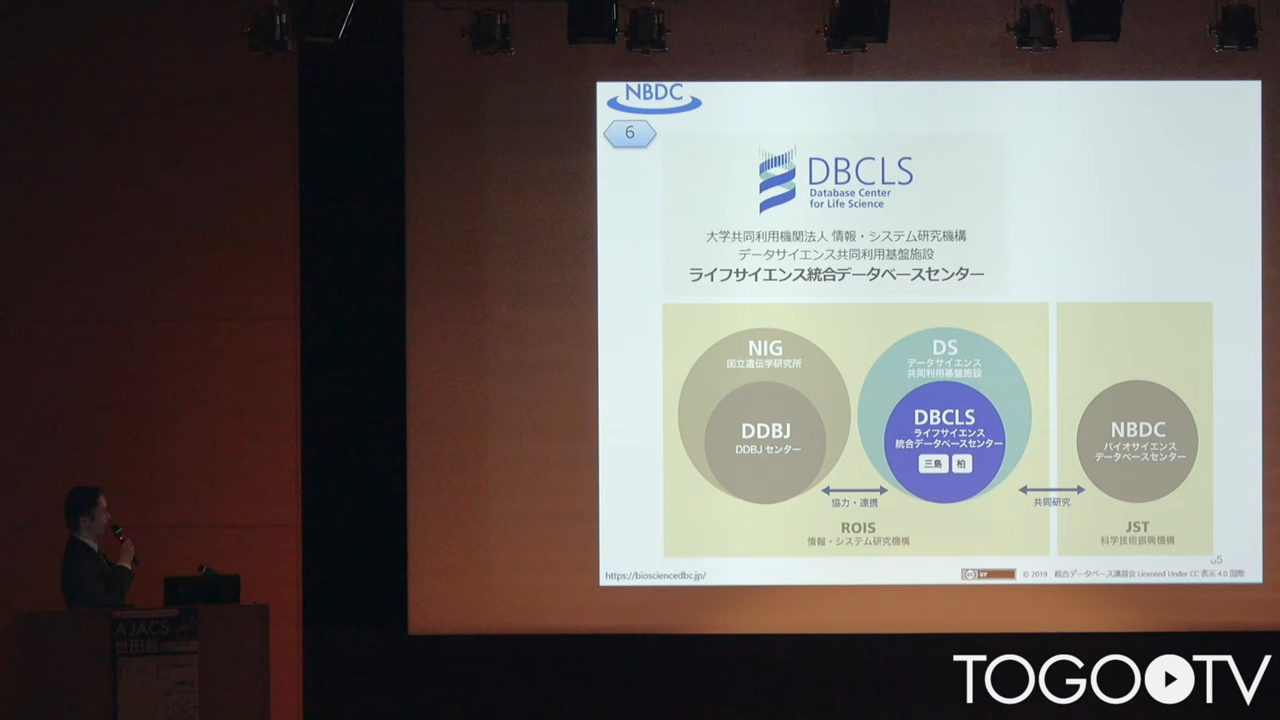 NBDC
6
DBCLS
Database Center
for Life Science
大学共同利用機関法人 情報・システム研究機構
データサイエンス共同利用基盤施設
ライフサイエンス統合データベースセンター
NIG
国立遺伝学研究所
DDBJ
DDBJ センター
DS
データサイエンス
共同利用基盤施設
DBCLS
ライフサイエンス
統合データベースセンター
三島 柏
NBDC
バイオサイエンス
データベースセンター
協力・連携
共同研究
ROIS
情報・システム研究機構
JST
科学技術振興機構
https://biosciencedbc.jp/
BY
© 2019 統合データベース講習会 Licensed Under CC 表示 4.0 国際
AJACS
世田谷
TOGO TV